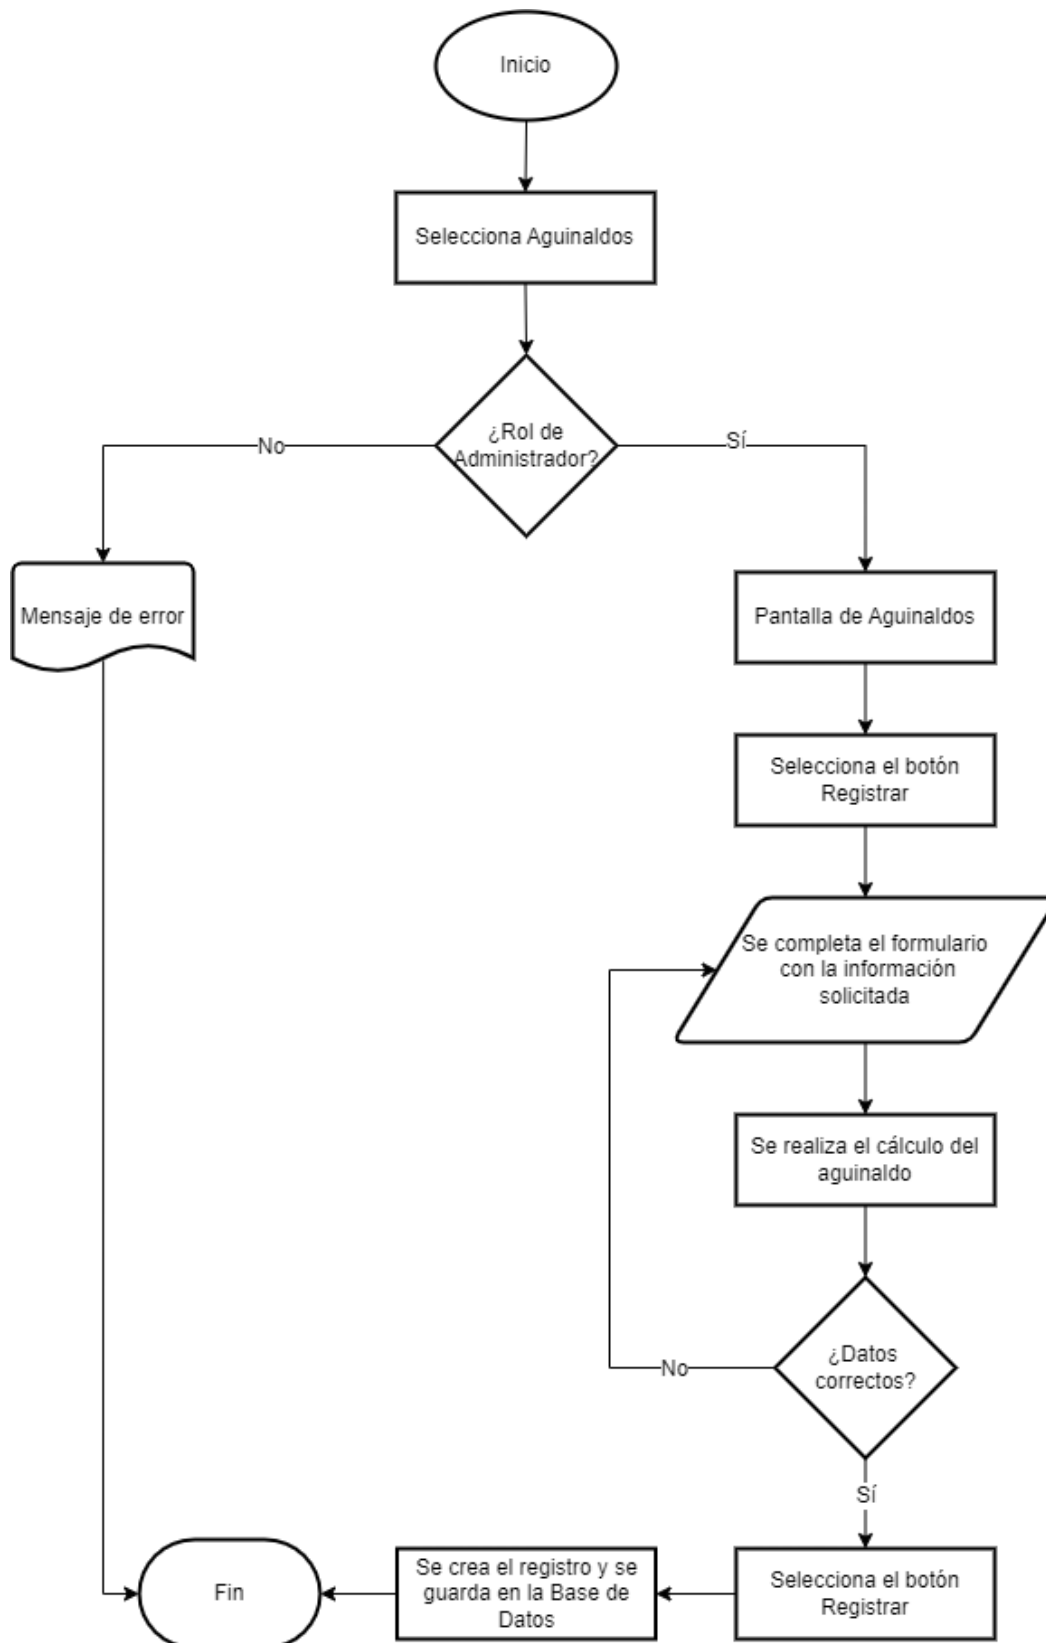 Inicio
Selecciona Aguinaldos
¿Rol de
Administrador?
No
Sí
Mensaje de error
Pantalla de Aguinaldos
Selecciona el botón
Registrar
Se completa el formulario
con la información
solicitada
Se realiza el cálculo del
aguinaldo
¿Datos
correctos?
No
Sí
Selecciona el botón
Registrar
Se crea el registro y se
guarda en la Base de
Datos
Fin